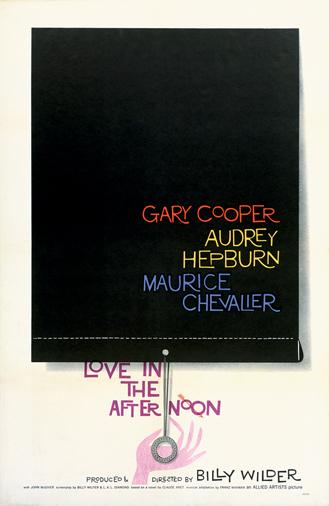 GARY COOPER
AUDREY
HEPBURN
MAURICE
CHEVALIER
LOVE IN
THE
AFTERNOON
PRODUCED & DIRECTED BY BILLY WILDER
with JOHN McGIVER screenplay by BILLY WILDER & I. A. L. DIAMOND based on a novel by CLAUDE ANET musical adaptation by FRANZ WAXMAN an ALLIED ARTISTS picture